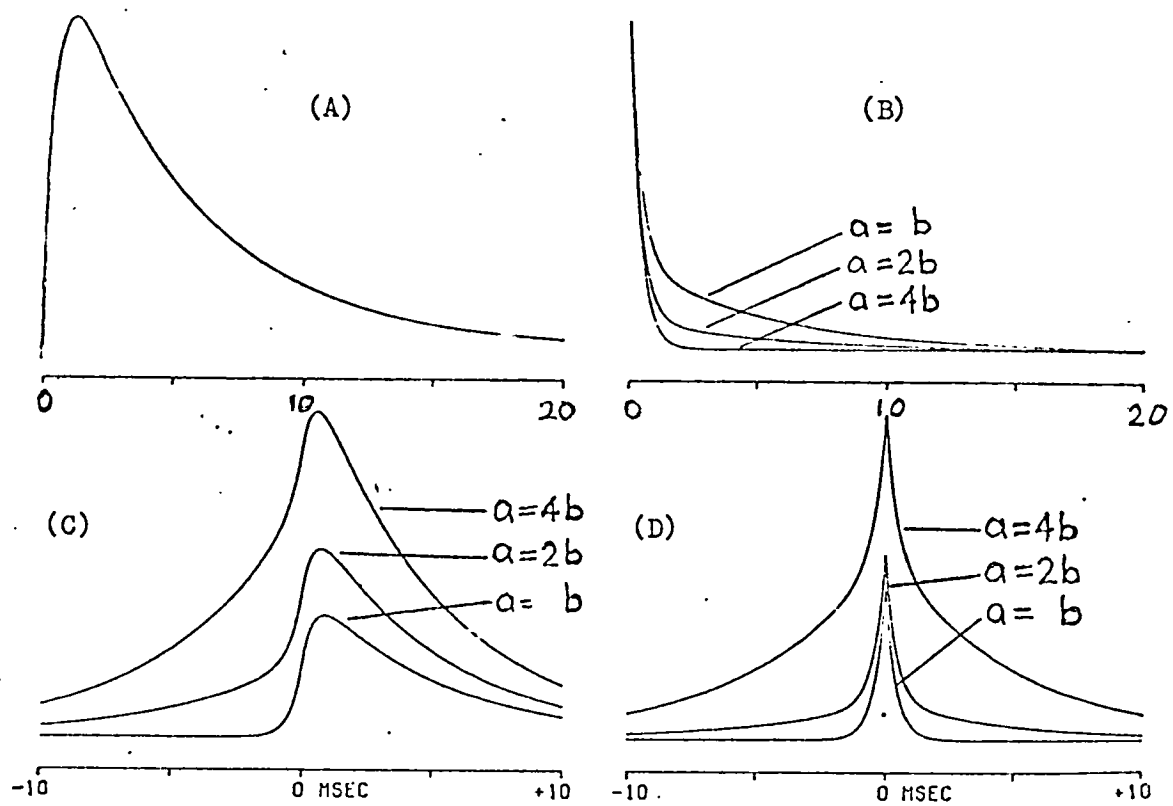 (A)
0 10 20
(B)
a = b
a = 2b
a = 4b
0 10 20
(C)
a = 4b
a = 2b
a = b
-10 0 MSEC +10
(D)
a = 4b
a = 2b
a = b
-10 0 MSEC +10